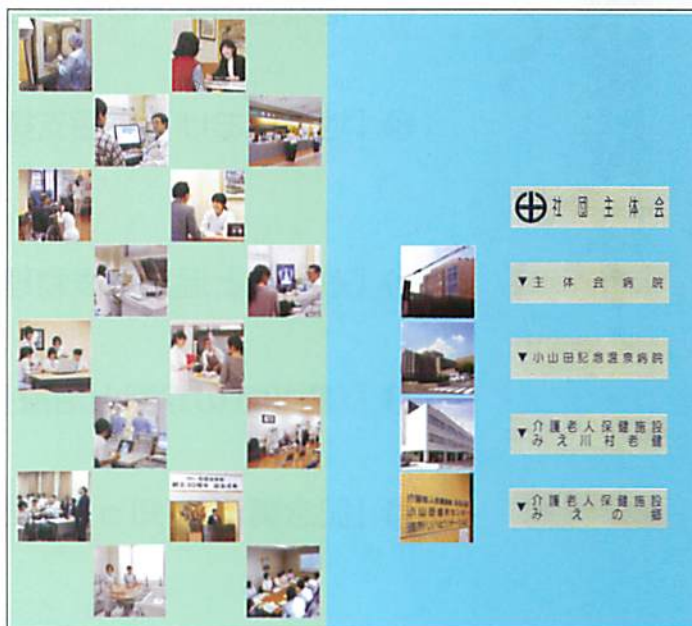 社団主体会
▼主体会病院
▼小山田記念温泉病院
▼介護老人保健施設
みえ川村老健
▼介護老人保健施設
みえの郷